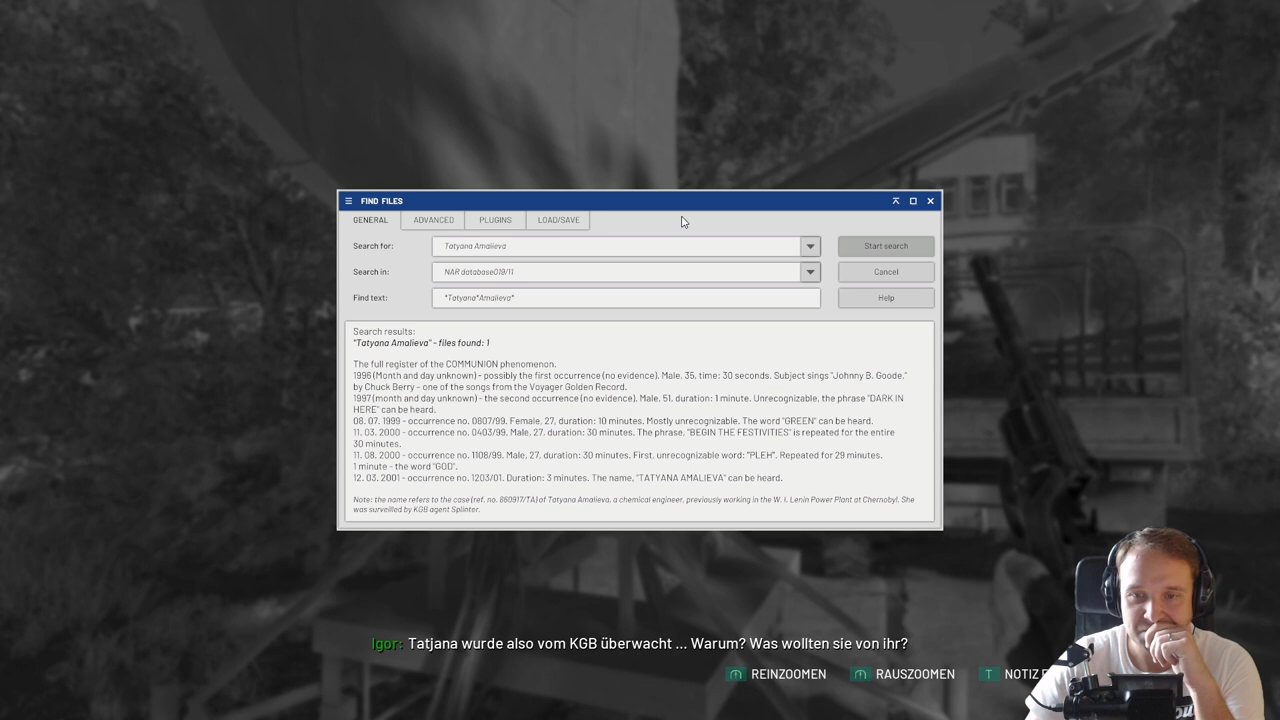 FIND FILES
GENERAL ADVANCED PLUGINS LOAD/SAVE
Search for: Tatyana Amalieva Start search
Search in: NAR database019/11 Cancel
Find text: *Tatyana*Amalieva* Help
Search results:
"Tatyana Amalieva" - files found: 1
The full register of the COMMUNION phenomenon.
1996 (Month and day unknown) - possibly the first occurrence (no evidence). Male, 35, time: 30 seconds. Subject sings "Johnny B. Goode,"
by Chuck Berry – one of the songs from the Voyager Golden Record.
1997 (month and day unknown) - the second occurrence (no evidence). Male, 51, duration: 1 minute. Unrecognizable, the phrase "DARK IN
HERE" can be heard.
08. 07. 1999 - occurrence no. 0807/99. Female, 27, duration: 10 minutes. Mostly unrecognizable. The word "GREEN" can be heard.
11. 03. 2000 - occurrence no. 0403/99. Male, 27, duration: 30 minutes. The phrase, "BEGIN THE FESTIVITIES" is repeated for the entire
30 minutes.
11. 08. 2000 - occurrence no. 1108/99. Male, 27, duration: 30 minutes. First, unrecognizable word: "PLEH". Repeated for 29 minutes.
1 minute - the word "GOD".
12. 03. 2001 - occurrence no. 1203/01. Duration: 3 minutes. The name, "TATYANA AMALIEVA" can be heard.
Note: the name refers to the case (ref. no. 860917/TA) of Tatyana Amalieva, a chemical engineer, previously working in the W. I. Lenin Power Plant at Chernobyl. She
was surveilled by KGB agent Splinter.
Igor: Tatjana wurde also vom KGB überwacht ... Warum? Was wollten sie von ihr?
REINZOOMEN RAUSZOOMEN T NOTIZ